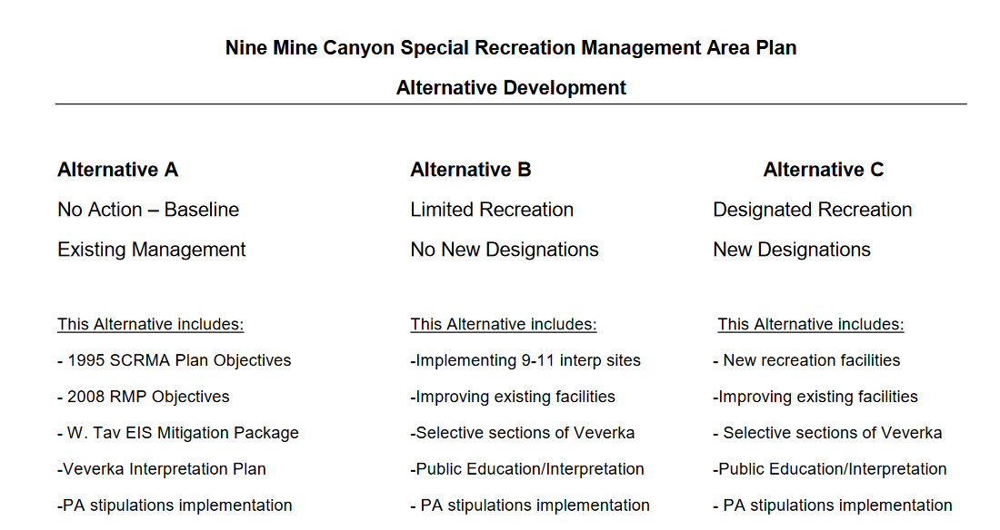 Nine Mine Canyon Special Recreation Management Area Plan
Alternative Development
Alternative A
No Action – Baseline
Existing Management
This Alternative includes:
- 1995 SCRMA Plan Objectives
- 2008 RMP Objectives
- W. Tav EIS Mitigation Package
-Veverka Interpretation Plan
-PA stipulations implementation
Alternative B
Limited Recreation
No New Designations
This Alternative includes:
-Implementing 9-11 interp sites
-Improving existing facilities
-Selective sections of Veverka
-Public Education/Interpretation
- PA stipulations implementation
Alternative C
Designated Recreation
New Designations
This Alternative includes:
- New recreation facilities
-Improving existing facilities
- Selective sections of Veverka
-Public Education/Interpretation
- PA stipulations implementation